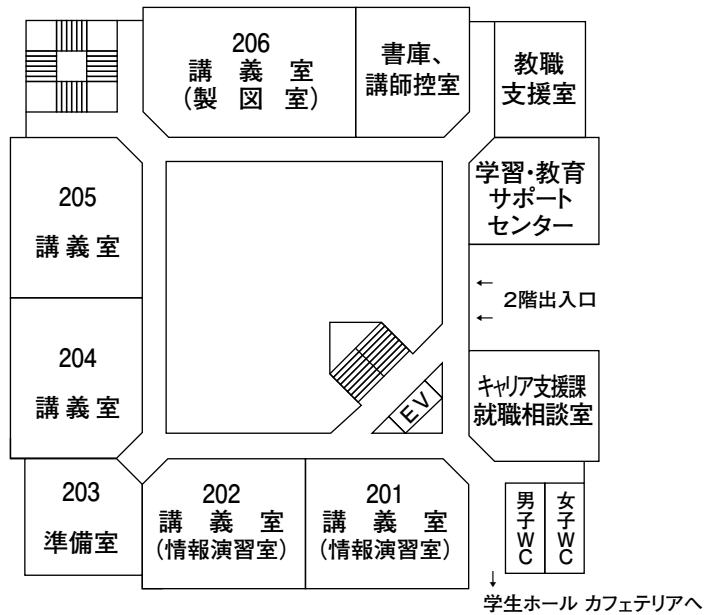 206
講義室
(製図室)
書庫、
講師控室
教職
支援室
205
講義室
学習・教育
サポート
センター
←
２階出入口
←
204
講義室
EV
キャリア支援課
就職相談室
203
準備室
202
講義室
(情報演習室)
201
講義室
(情報演習室)
男子WC
女子WC
↓
学生ホール カフェテリアへ